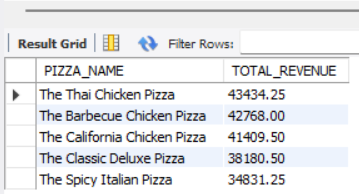 Result Grid Filter Rows:
PIZZA_NAME TOTAL_REVENUE
The Thai Chicken Pizza 43434.25
The Barbecue Chicken Pizza 42768.00
The California Chicken Pizza 41409.50
The Classic Deluxe Pizza 38180.50
The Spicy Italian Pizza 34831.25